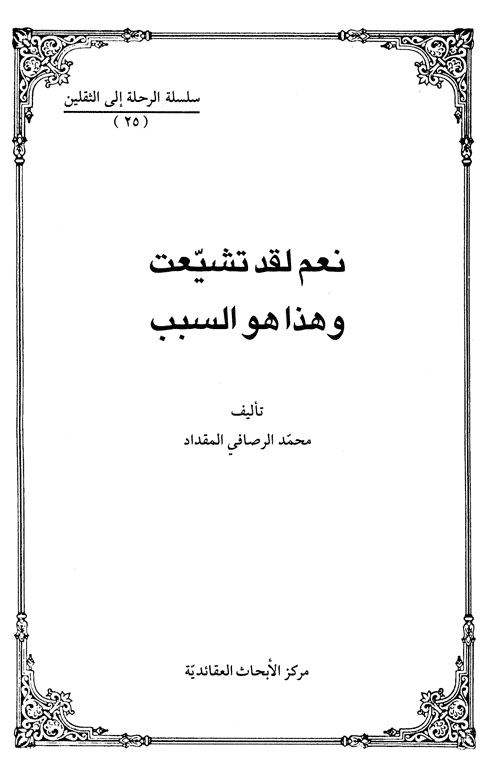 سلسلة الرحلة إلى الثقلين
( ٢٥ )
نعم لقد تشيّعت
وهذا هو السبب
تأليف
محمّد الرصافي المقداد
مركز الأبحاث العقائديّة